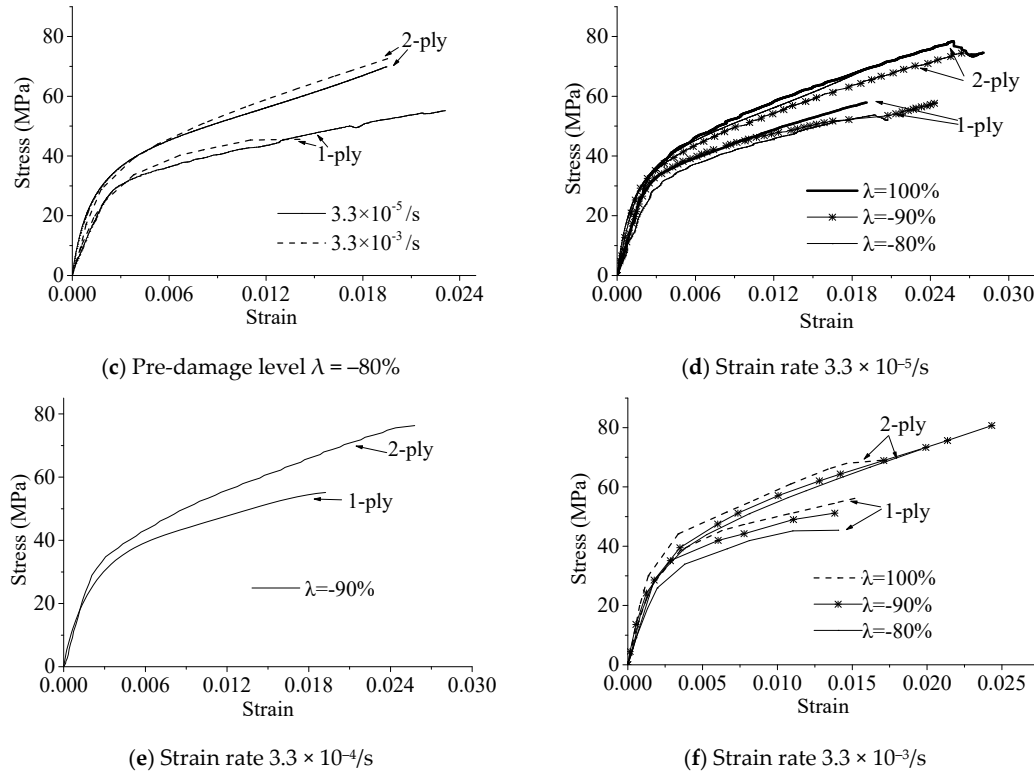 80
60
40
20
0
Stress (MPa)
2-ply
1-ply
3.3×10⁻⁵/s
3.3×10⁻³/s
0.000 0.006 0.012 0.018 0.024
Strain
(c) Pre-damage level λ = −80%
80
60
40
20
0
Stress (MPa)
2-ply
1-ply
λ=100%
λ=-90%
λ=-80%
0.000 0.006 0.012 0.018 0.024 0.030
Strain
(d) Strain rate 3.3 × 10⁻⁵/s
80
60
40
20
0
Stress (MPa)
2-ply
1-ply
λ=-90%
0.000 0.006 0.012 0.018 0.024 0.030
Strain
(e) Strain rate 3.3 × 10⁻⁴/s
80
60
40
20
0
Stress (MPa)
2-ply
1-ply
λ=100%
λ=-90%
λ=-80%
0.000 0.005 0.010 0.015 0.020 0.025
Strain
(f) Strain rate 3.3 × 10⁻³/s